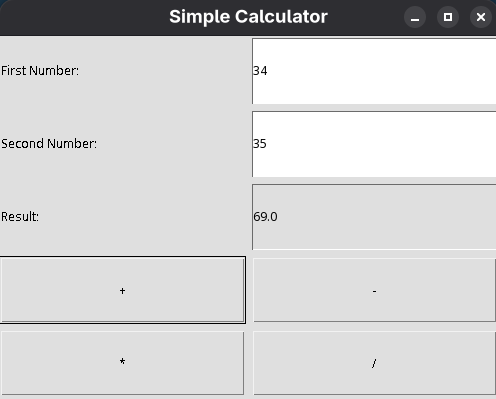 Simple Calculator
First Number: 34
Second Number: 35
Result: 69.0
+ -
* /